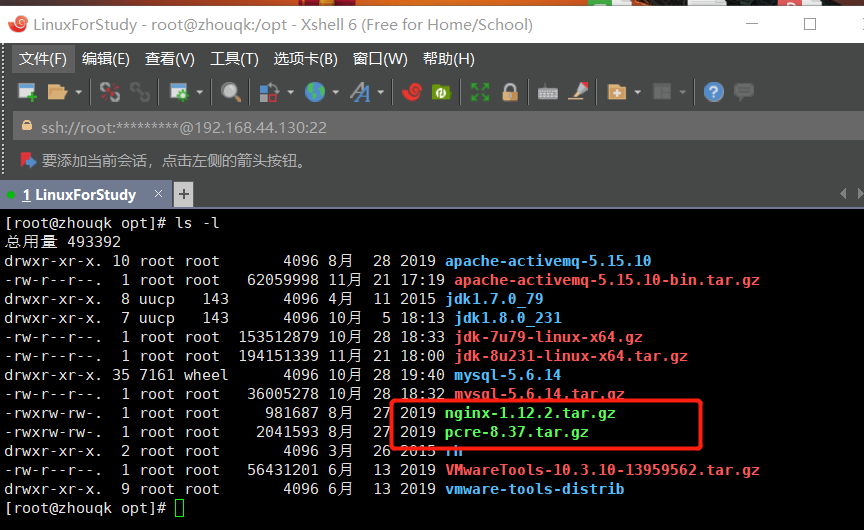 LinuxForStudy - root@zhouqk:/opt - Xshell 6 (Free for Home/School)
文件(F) 编辑(E) 查看(V) 工具(T) 选项卡(B) 窗口(W) 帮助(H)
ssh://root:*********@192.168.44.130:22
要添加当前会话，点击左侧的箭头按钮。
1 LinuxForStudy × +
[root@zhouqk opt]# ls -l
总用量 493392
drwxr-xr-x. 10 root root 4096 8月 28 2019 apache-activemq-5.15.10
-rw-r--r--. 1 root root 62059998 11月 21 17:19 apache-activemq-5.15.10-bin.tar.gz
drwxr-xr-x. 8 uucp 143 4096 4月 11 2015 jdk1.7.0_79
drwxr-xr-x. 7 uucp 143 4096 10月 5 18:13 jdk1.8.0_231
-rw-r--r--. 1 root root 153512879 10月 28 18:33 jdk-7u79-linux-x64.gz
-rw-r--r--. 1 root root 194151339 11月 21 18:00 jdk-8u231-linux-x64.tar.gz
drwxr-xr-x. 35 7161 wheel 4096 10月 28 19:40 mysql-5.6.14
-rw-r--r--. 1 root root 36005278 10月 28 18:32 mysql-5.6.14.tar.gz
-rwxrw-rw-. 1 root root 981687 8月 27 2019 nginx-1.12.2.tar.gz
-rwxrw-rw-. 1 root root 2041593 8月 27 2019 pcre-8.37.tar.gz
drwxr-xr-x. 2 root root 4096 3月 26 2015 rh
-rw-r--r--. 1 root root 56431201 6月 13 2019 VMwareTools-10.3.10-13959562.tar.gz
drwxr-xr-x. 9 root root 4096 6月 13 2019 vmware-tools-distrib
[root@zhouqk opt]#